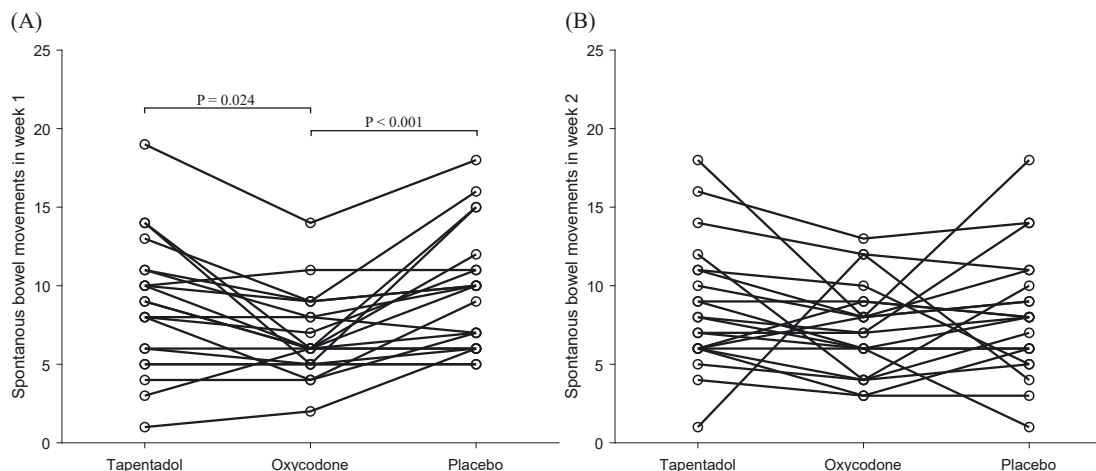 (A)
Spontanous bowel movements in week 1
25
20
15
10
5
0
P = 0.024
P < 0.001
Tapentadol Oxycodone Placebo
(B)
Spontanous bowel movements in week 2
25
20
15
10
5
0
Tapentadol Oxycodone Placebo